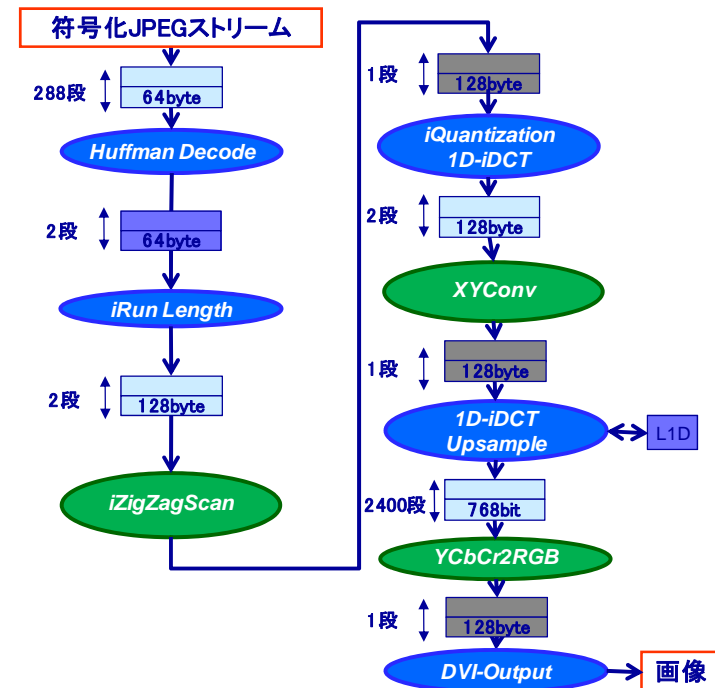 符号化JPEGストリーム
288段
64byte
Huffman Decode
2段
64byte
iRun Length
2段
128byte
iZigZagScan
1段
128byte
iQuantization
1D-iDCT
2段
128byte
XYConv
1段
128byte
1D-iDCT
Upsample
L1D
2400段
768bit
YCbCr2RGB
1段
128byte
DVI-Output
画像